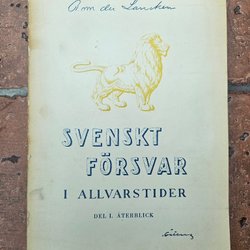 SVENSKT
FÖRSVAR
I ALLVARSTIDER
DEL I. ÅTERBLICK